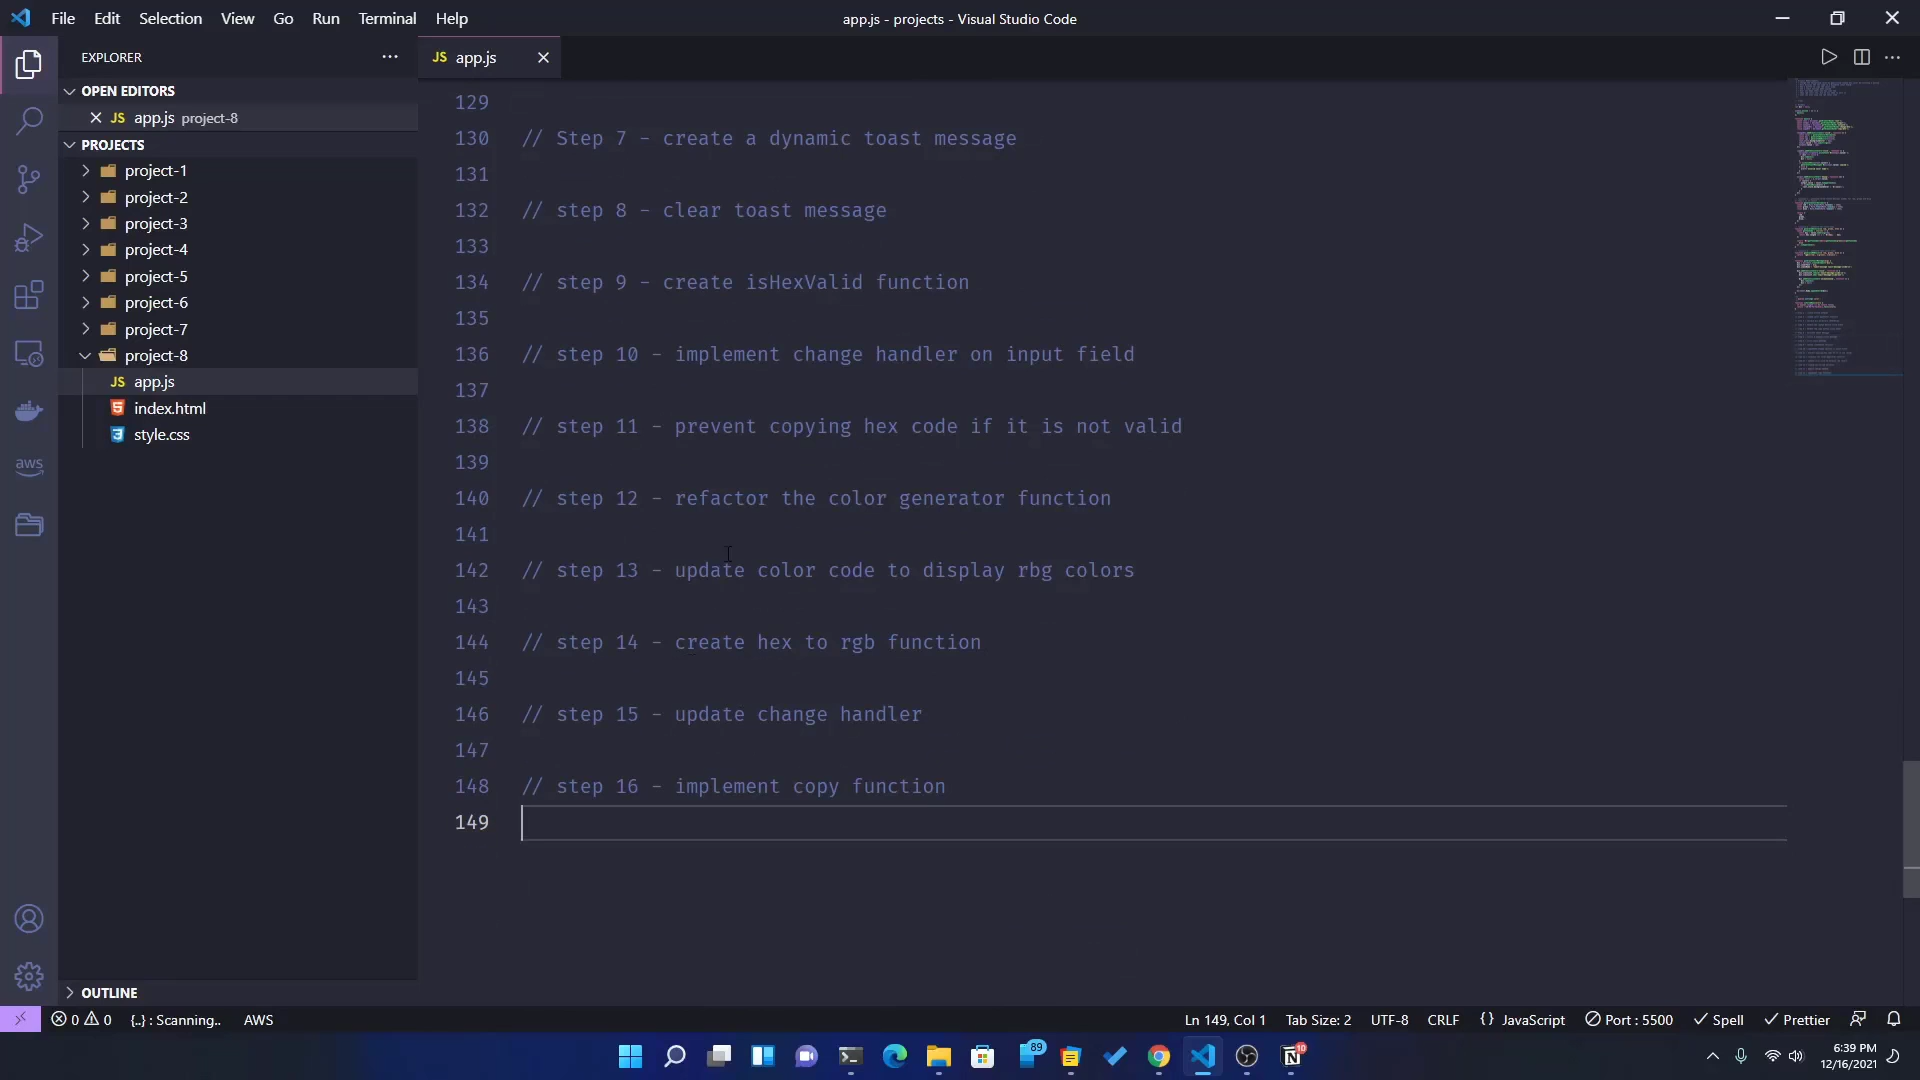 File Edit Selection View Go Run Terminal Help
app.js - projects - Visual Studio Code
EXPLORER
JS app.js
OPEN EDITORS
JS app.js project-8
PROJECTS
project-1
project-2
project-3
project-4
project-5
project-6
project-7
project-8
JS app.js
index.html
style.css
aws
OUTLINE
129
130 // Step 7 - create a dynamic toast message
131
132 // step 8 - clear toast message
133
134 // step 9 - create isHexValid function
135
136 // step 10 - implement change handler on input field
137
138 // step 11 - prevent copying hex code if it is not valid
139
140 // step 12 - refactor the color generator function
141
142 // step 13 - update color code to display rbg colors
143
144 // step 14 - create hex to rgb function
145
146 // step 15 - update change handler
147
148 // step 16 - implement copy function
149
0 0 {..} : Scanning.. AWS
Ln 149, Col 1 Tab Size: 2 UTF-8 CRLF {} JavaScript Port : 5500 Spell Prettier
89
10
6:39 PM
12/16/2021